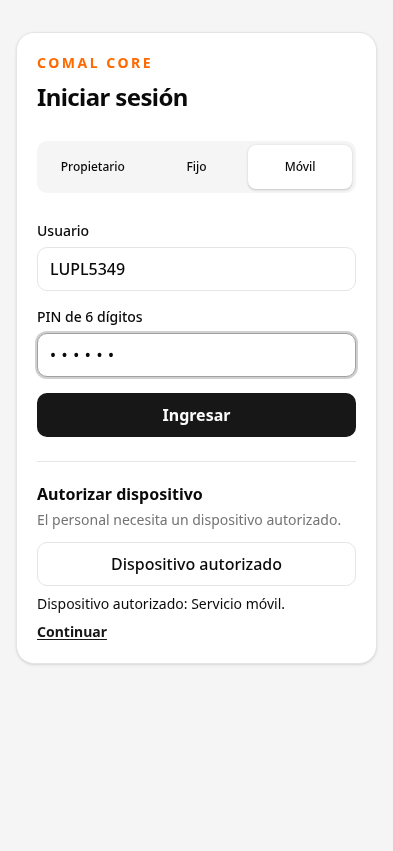 COMAL CORE
Iniciar sesión
Propietario Fijo Móvil
Usuario
LUPL5349
PIN de 6 dígitos
••••••
Ingresar
Autorizar dispositivo
El personal necesita un dispositivo autorizado.
Dispositivo autorizado
Dispositivo autorizado: Servicio móvil.
Continuar